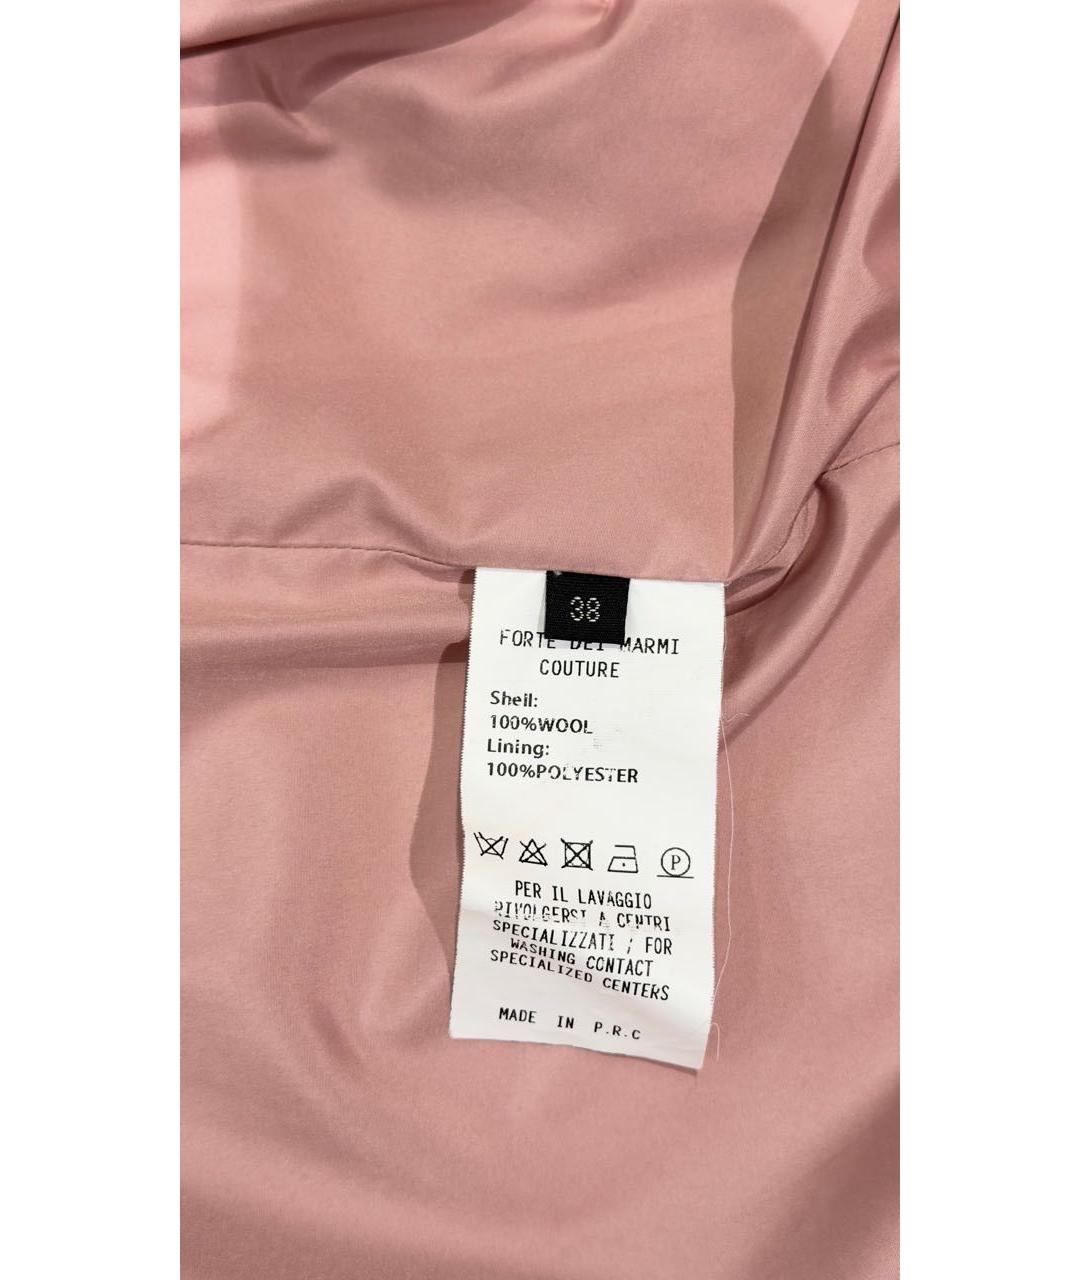 38
FORTE DEI MARMI
COUTURE
Shell:
100%WOOL
Lining:
100%POLYESTER
P
PER IL LAVAGGIO
RIVOLGERSI A CENTRI
SPECIALIZZATI / FOR
WASHING CONTACT
SPECIALIZED CENTERS
MADE IN P.R.C